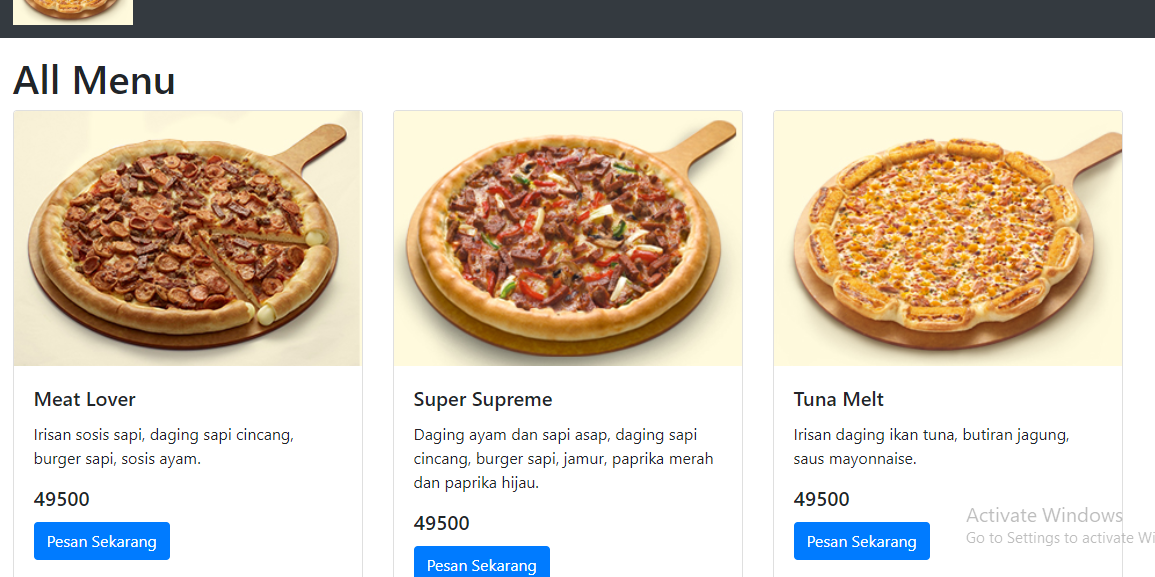 All Menu
Meat Lover
Irisan sosis sapi, daging sapi cincang,
burger sapi, sosis ayam.
49500
Pesan Sekarang
Super Supreme
Daging ayam dan sapi asap, daging sapi
cincang, burger sapi, jamur, paprika merah
dan paprika hijau.
49500
Pesan Sekarang
Tuna Melt
Irisan daging ikan tuna, butiran jagung,
saus mayonnaise.
49500
Pesan Sekarang
Activate Windows
Go to Settings to activate Wi